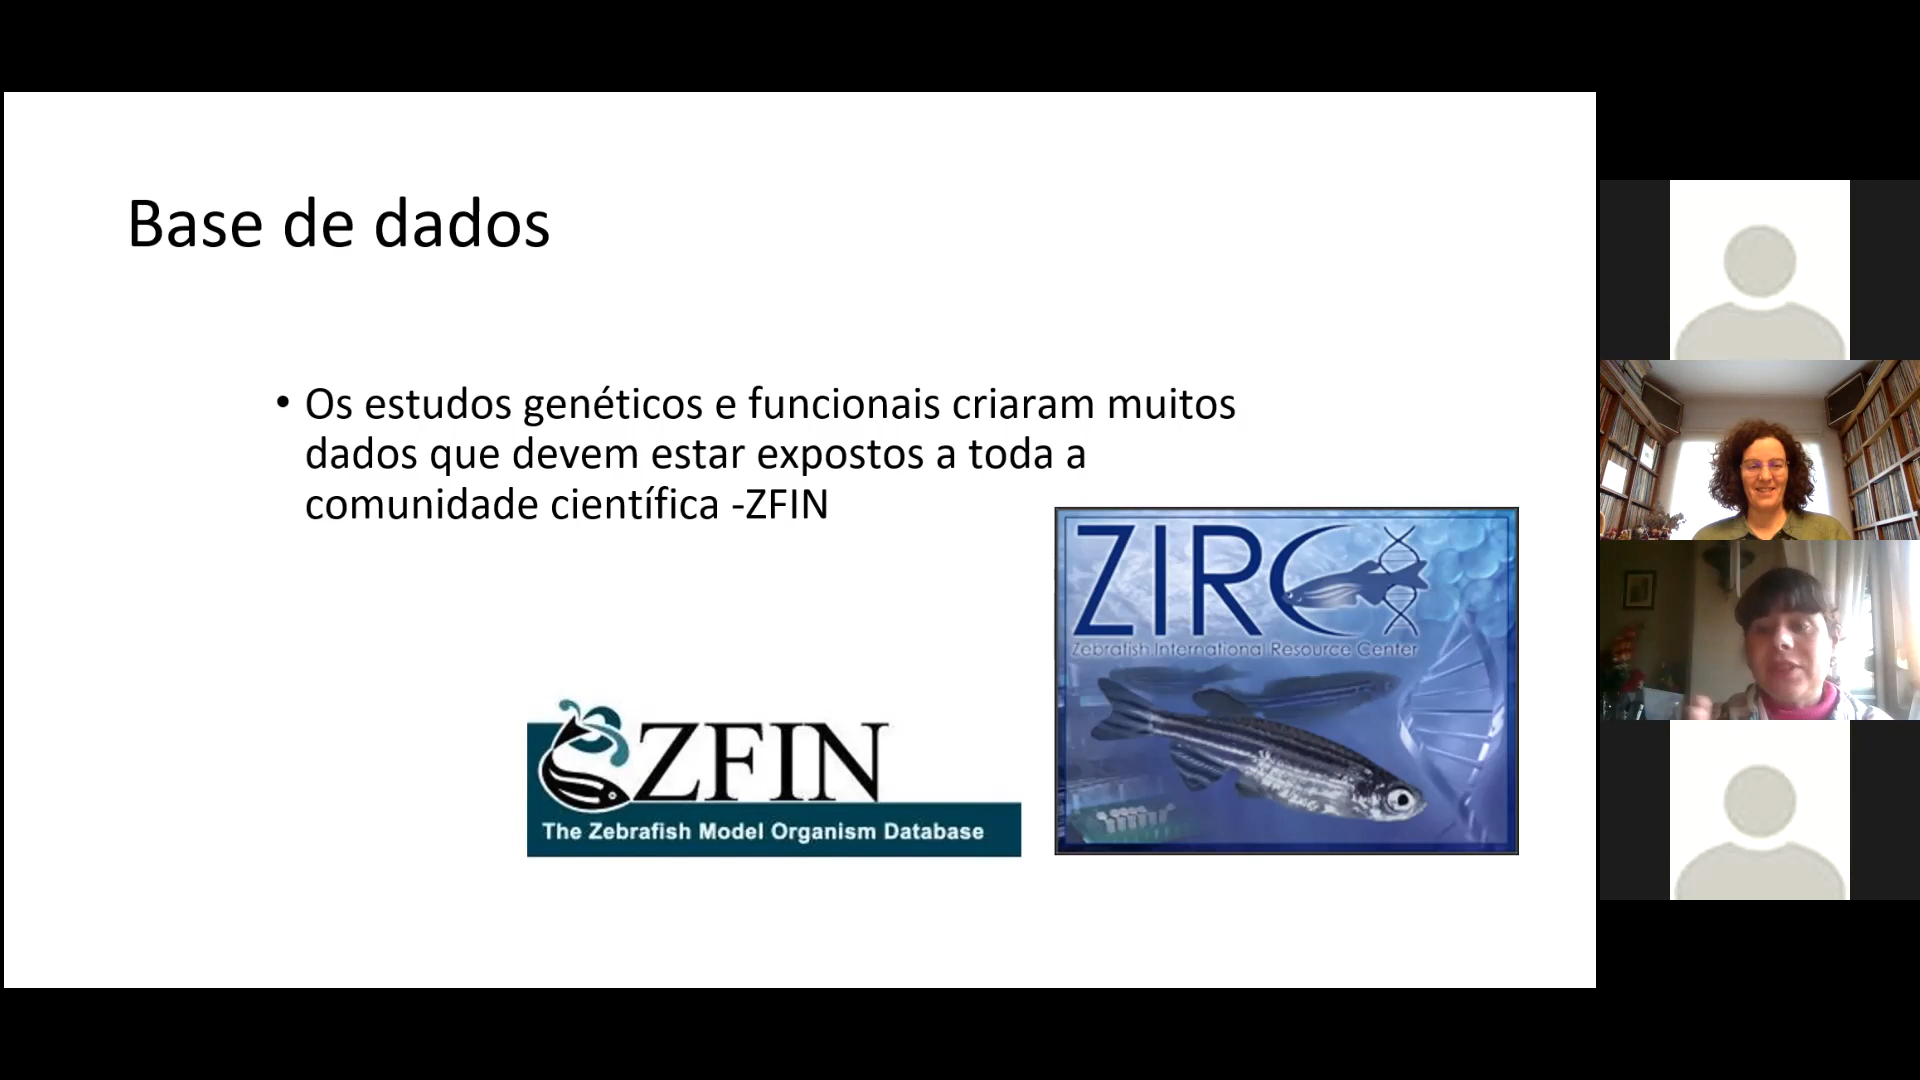 Base de dados
• Os estudos genéticos e funcionais criaram muitos
dados que devem estar expostos a toda a
comunidade científica -ZFIN
ZIRC
Zebrafish International Resource Center
ZFIN
The Zebrafish Model Organism Database